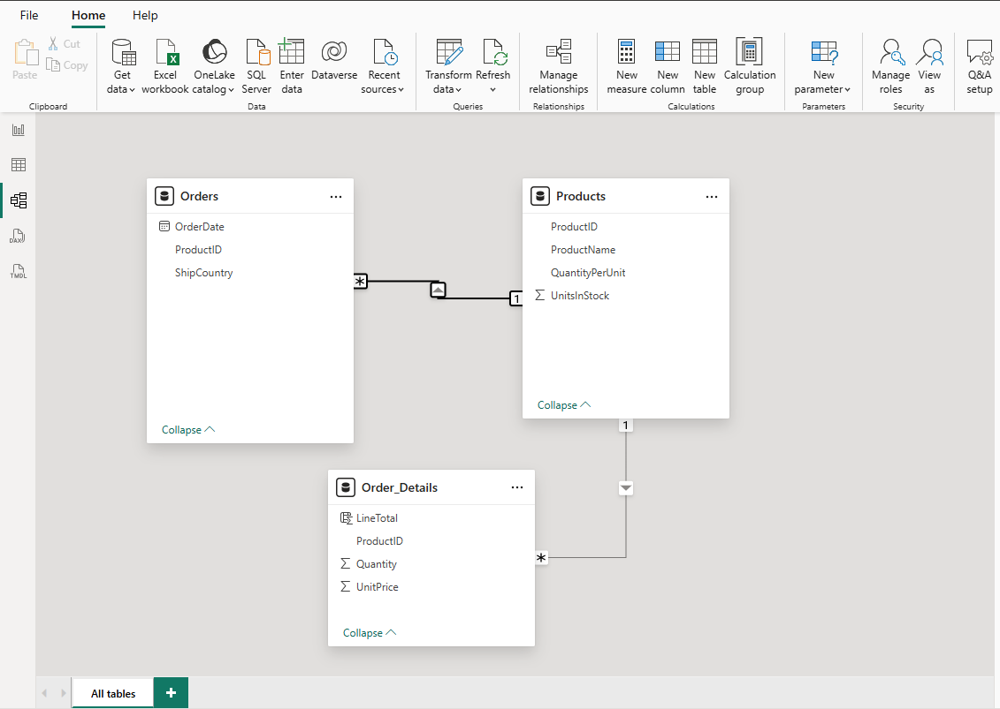 File Home Help
Paste
Cut
Copy
Get data
Excel workbook
OneLake catalog
SQL Server
Enter data
Dataverse
Recent sources
Transform data
Refresh
Manage relationships
New measure
New column
New table
Calculation group
New parameter
Manage roles
View as
Q&A setup
Clipboard Data Queries Relationships Calculations Parameters Security
DAX
TMDL
Orders ...
OrderDate
ProductID
ShipCountry
Collapse
* 1
Products ...
ProductID
ProductName
QuantityPerUnit
Σ UnitsInStock
Collapse
1
Order_Details ...
LineTotal
ProductID
Σ Quantity
Σ UnitPrice
Collapse
*
All tables +